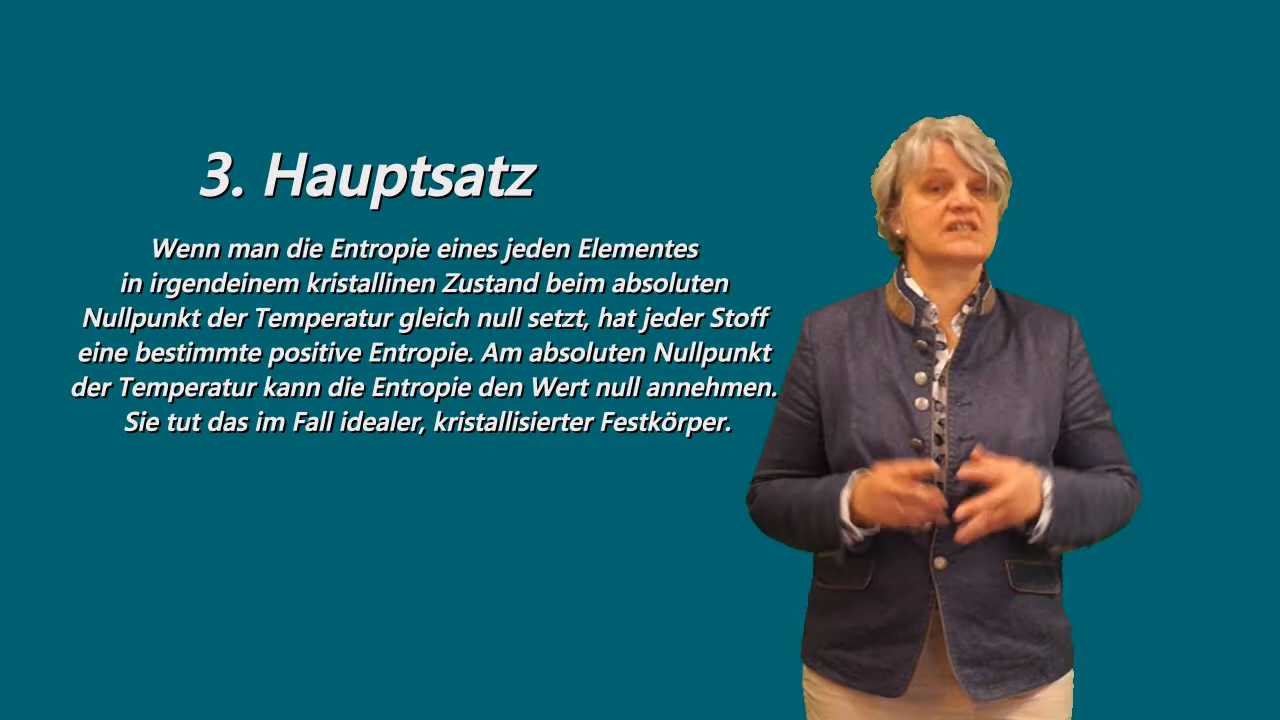 3. Hauptsatz
Wenn man die Entropie eines jeden Elementes
in irgendeinem kristallinen Zustand beim absoluten
Nullpunkt der Temperatur gleich null setzt, hat jeder Stoff
eine bestimmte positive Entropie. Am absoluten Nullpunkt
der Temperatur kann die Entropie den Wert null annehmen.
Sie tut das im Fall idealer, kristallisierter Festkörper.